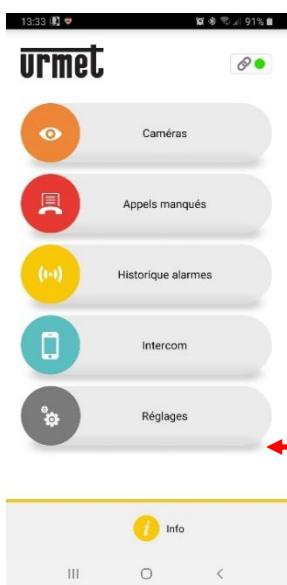 13:33 91%
urmet
Caméras
Appels manqués
Historique alarmes
Intercom
Réglages
i Info